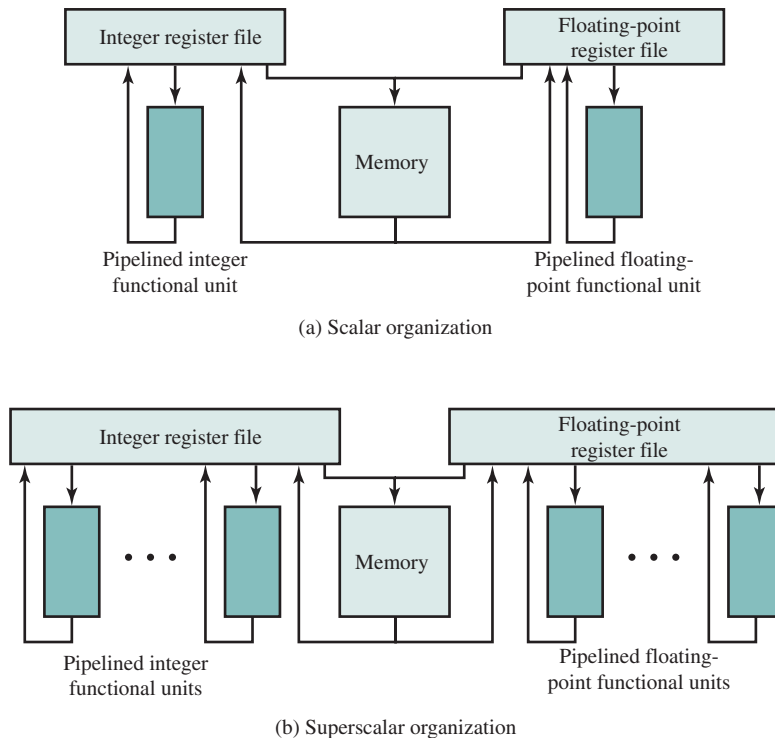 Integer register file
Floating-point
register file
Memory
Pipelined integer
functional unit
Pipelined floating-
point functional unit
(a) Scalar organization
Integer register file
Floating-point
register file
Memory
Pipelined integer
functional units
Pipelined floating-
point functional units
(b) Superscalar organization